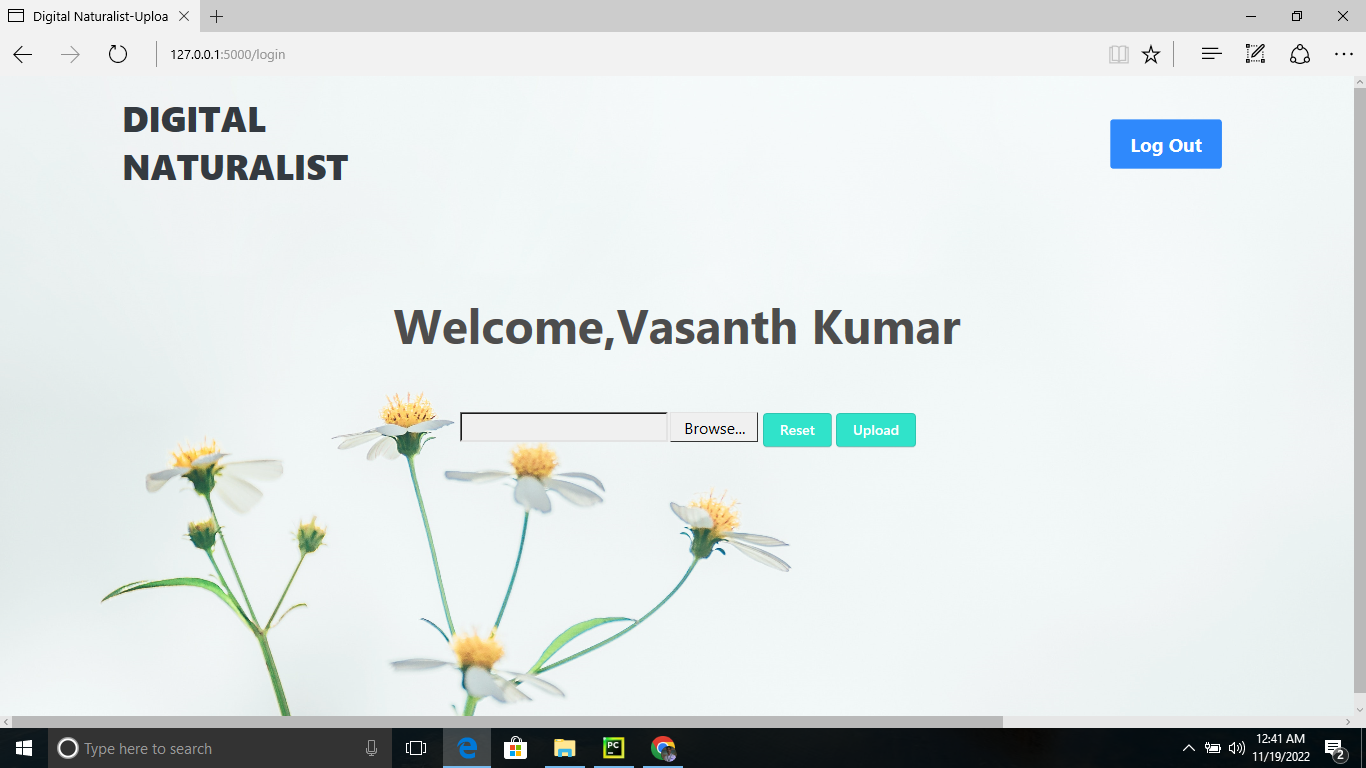 Digital Naturalist-Uploa
127.0.0.1:5000/login
DIGITAL
NATURALIST
Log Out
Welcome,Vasanth Kumar
Browse...
Reset
Upload
Type here to search
PC
12:41 AM
11/19/2022
2